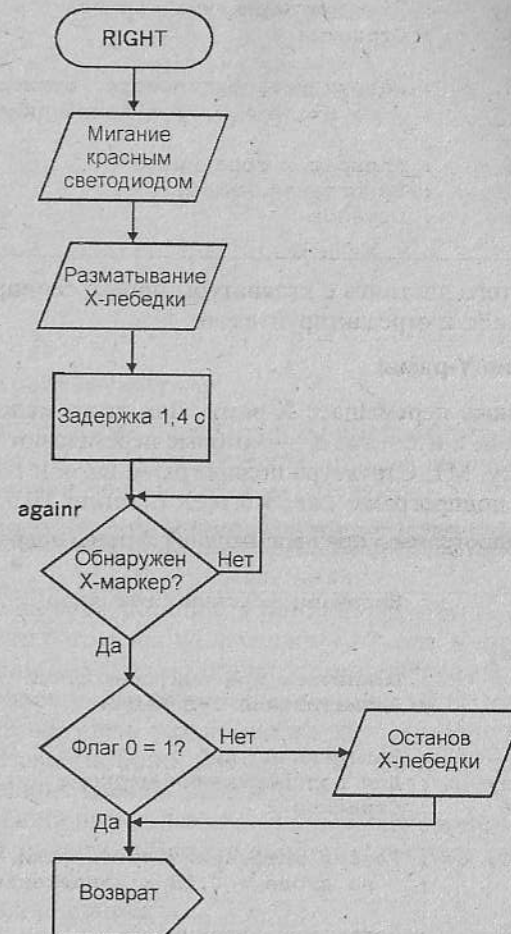 RIGHT
Мигание
красным
светодиодом
Разматывание
X-лебедки
Задержка 1,4 с
againr
Обнаружен
X-маркер?
Нет
Да
Флаг 0 = 1?
Нет
Останов
X-лебедки
Да
Возврат